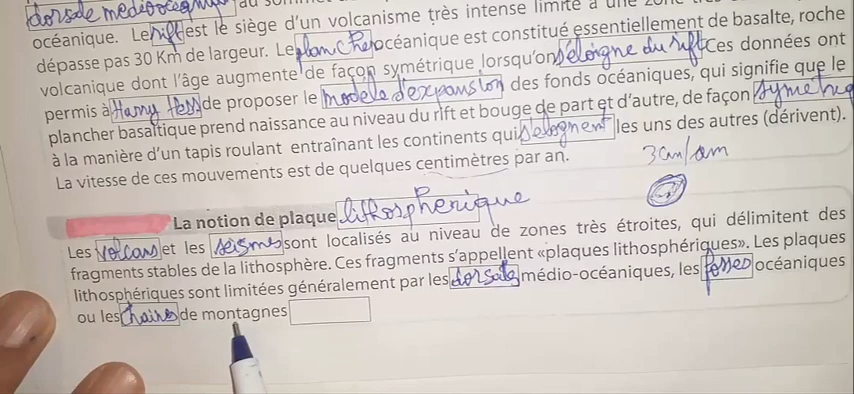 dorsale médio océanique au sommet
océanique. Le rift est le siège d'un volcanisme très intense limité à une zone
dépasse pas 30 Km de largeur. Le plancher océanique est constitué essentiellement de basalte, roche
volcanique dont l'âge augmente de façon symétrique lorsqu'on s'éloigne du rift Ces données ont
permis à Harry Hess de proposer le modèle d'expansion des fonds océaniques, qui signifie que le
plancher basaltique prend naissance au niveau du rift et bouge de part et d'autre, de façon symétriq
à la manière d'un tapis roulant entraînant les continents qui s'éloignent les uns des autres (dérivent).
La vitesse de ces mouvements est de quelques centimètres par an. 3cm/am
La notion de plaque lithosphérique
Les volcans et les séismes sont localisés au niveau de zones très étroites, qui délimitent des
fragments stables de la lithosphère. Ces fragments s'appellent «plaques lithosphériques». Les plaques
lithosphériques sont limitées généralement par les dorsales médio-océaniques, les fosses océaniques
ou les chaines de montagnes